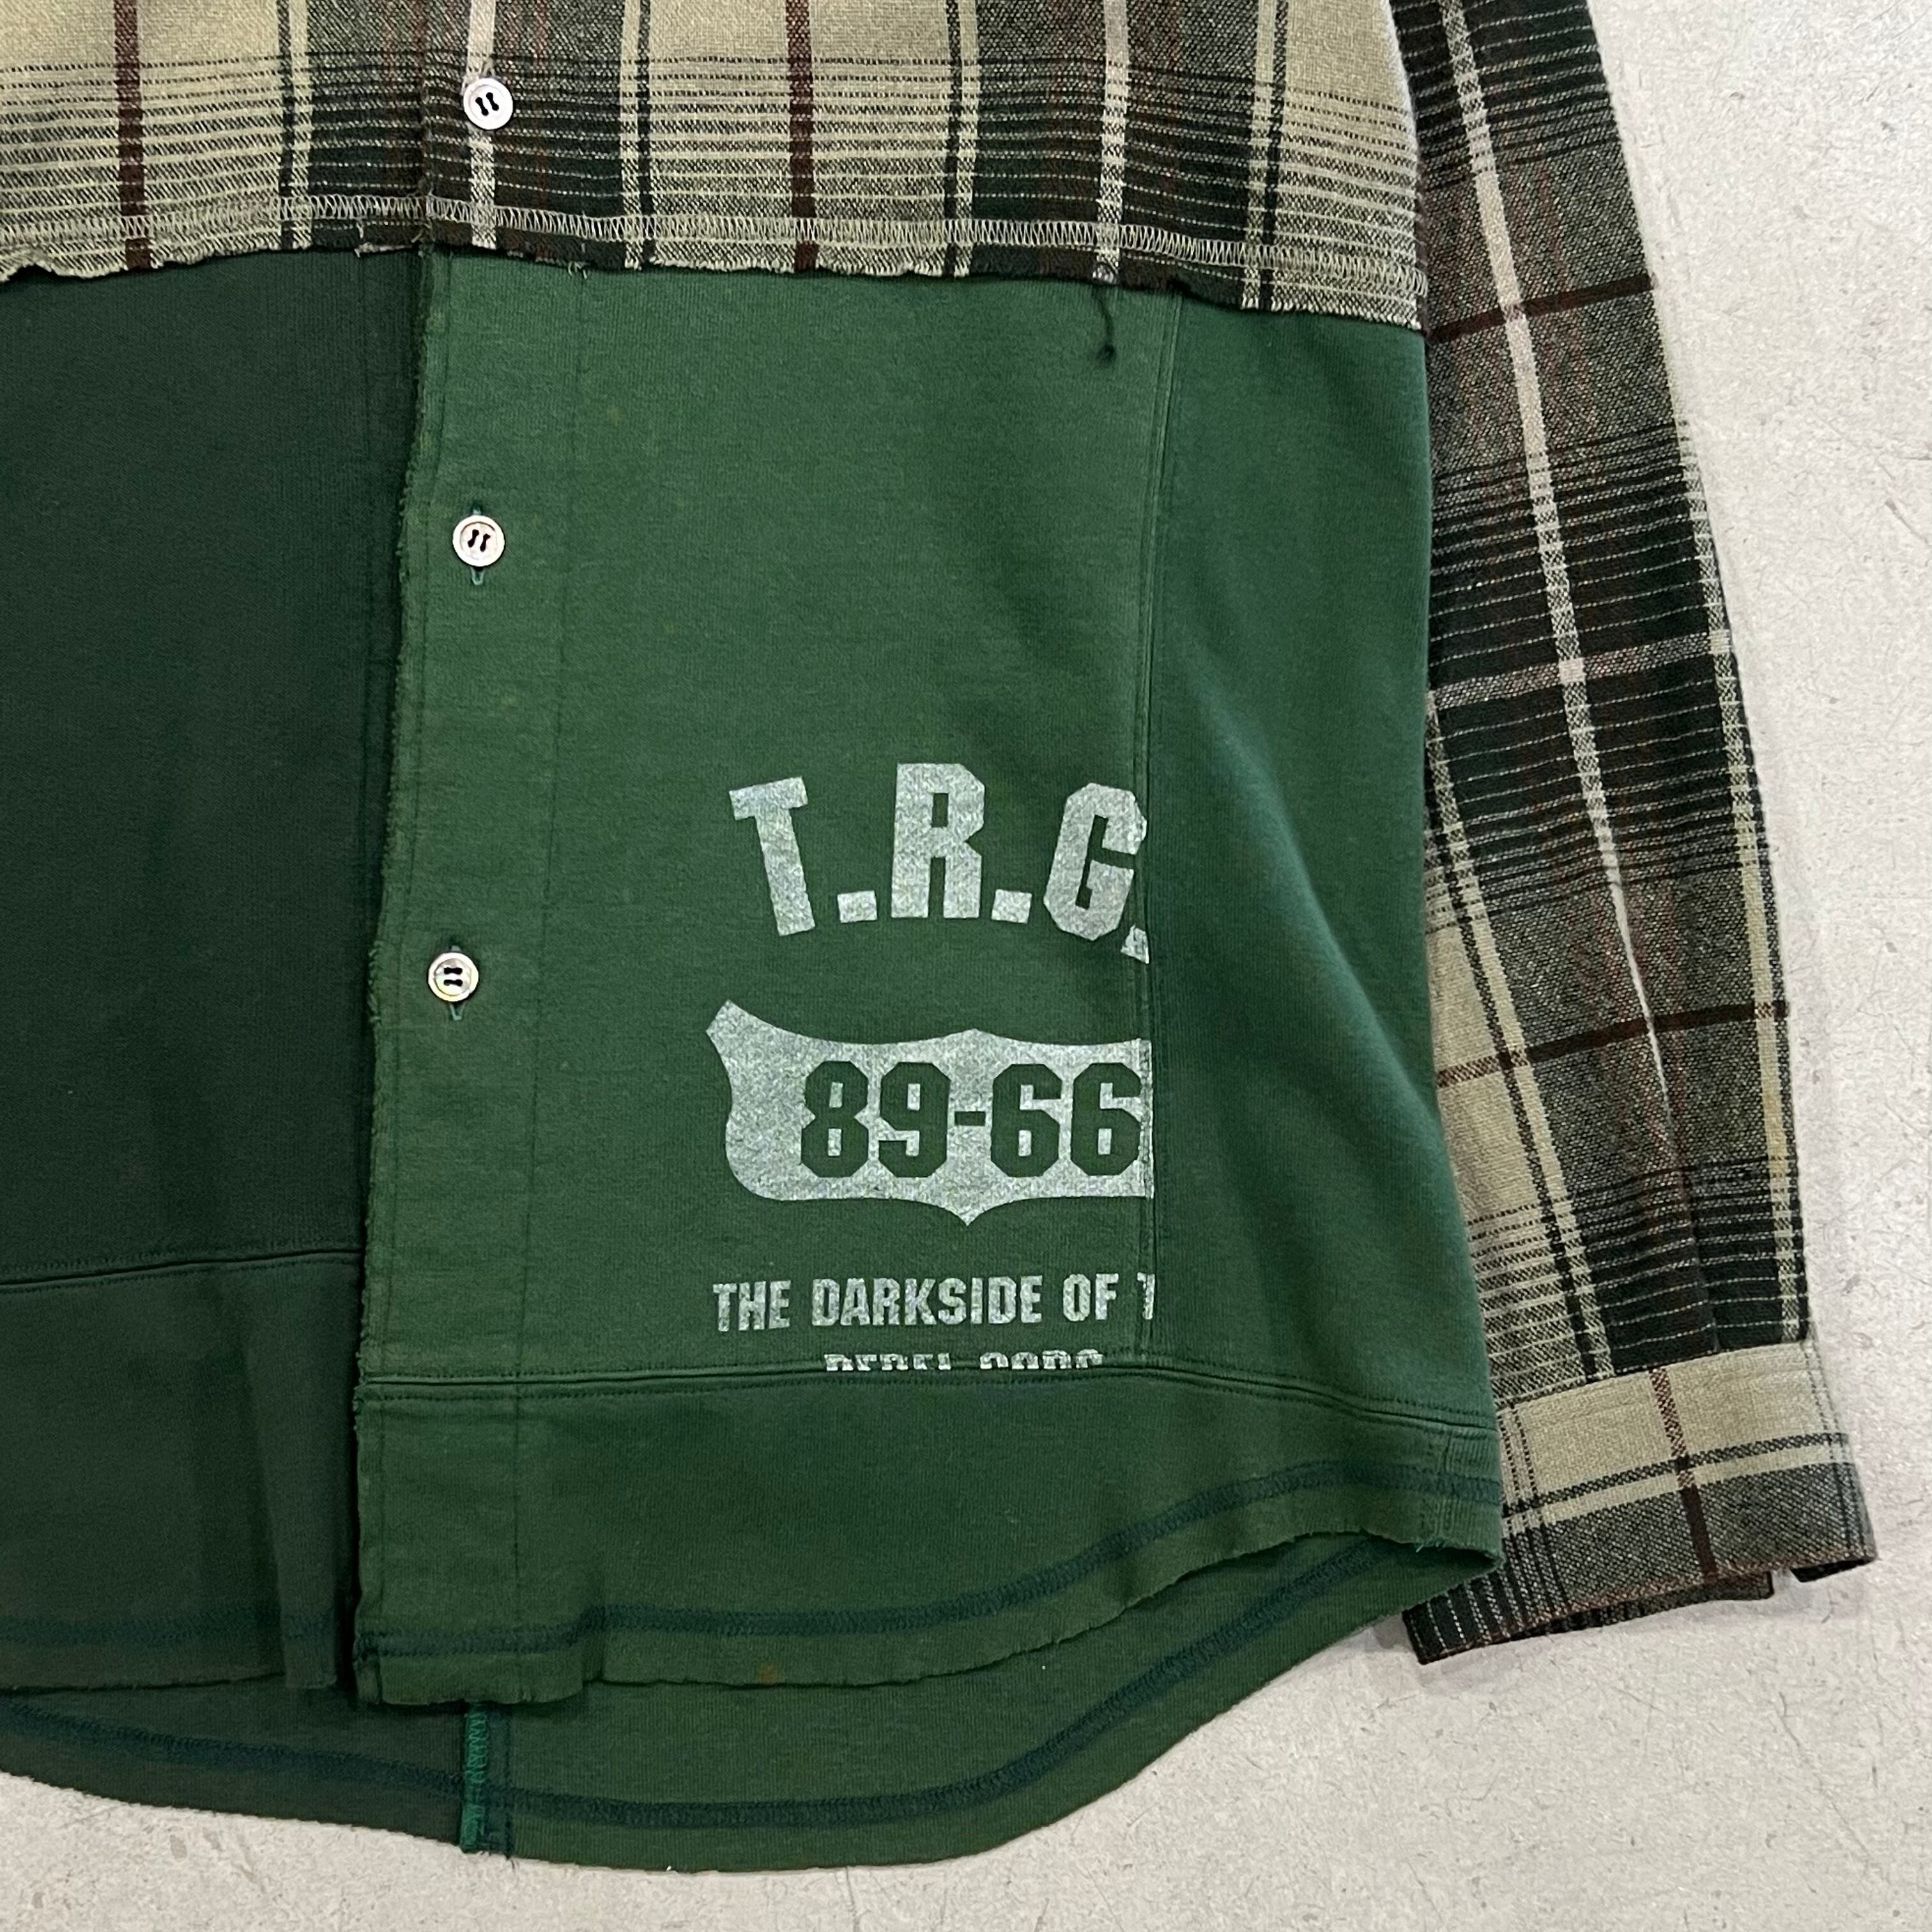 T.R.G.
89-66
THE DARKSIDE OF T